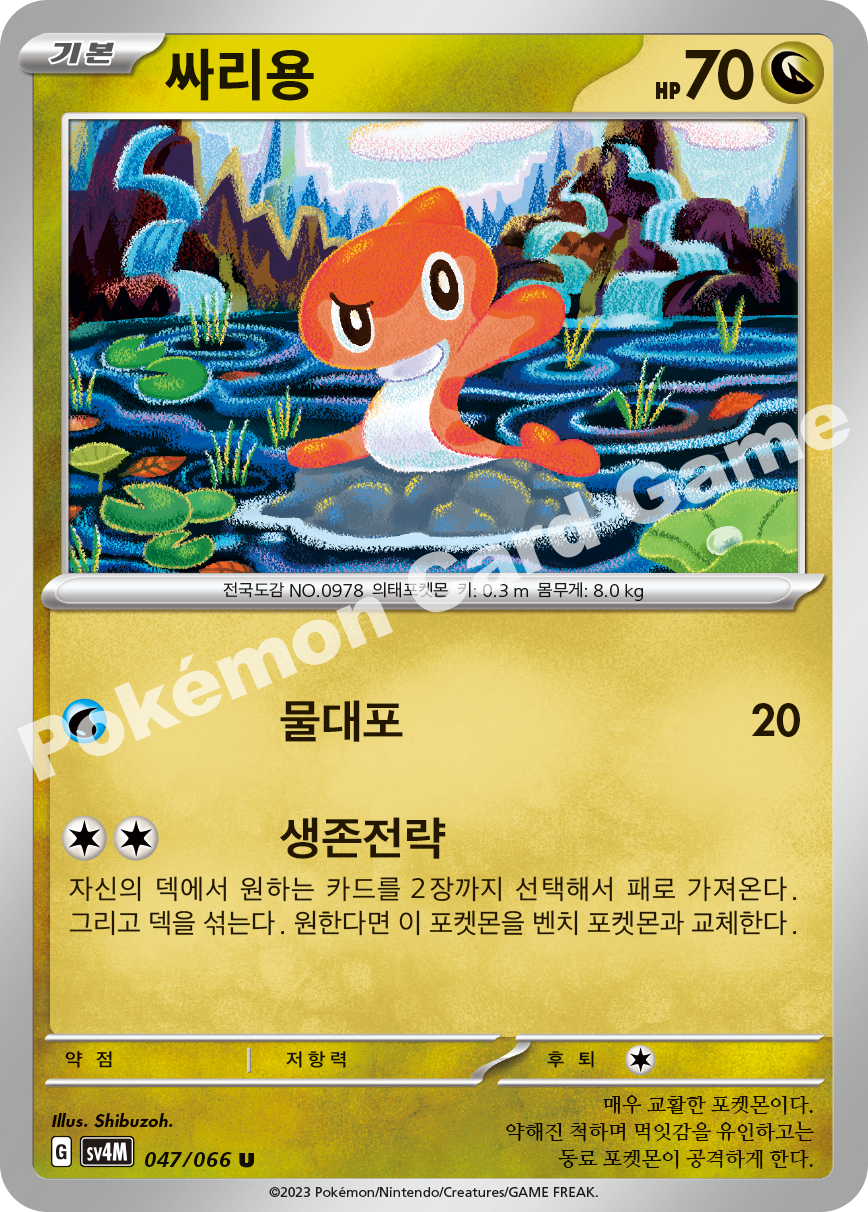 기본
싸리용
HP 70
전국도감 NO.0978 의태포켓몬 키: 0.3 m 몸무게: 8.0 kg
물대포 20
생존전략
자신의 덱에서 원하는 카드를 2장까지 선택해서 패로 가져온다.
그리고 덱을 섞는다. 원한다면 이 포켓몬을 벤치 포켓몬과 교체한다.
약점 저항력 후퇴
Illus. Shibuzoh.
매우 교활한 포켓몬이다.
약해진 척하며 먹잇감을 유인하고는
동료 포켓몬이 공격하게 한다.
G sv4M 047/066 U
©2023 Pokémon/Nintendo/Creatures/GAME FREAK.
Pokémon Card Game